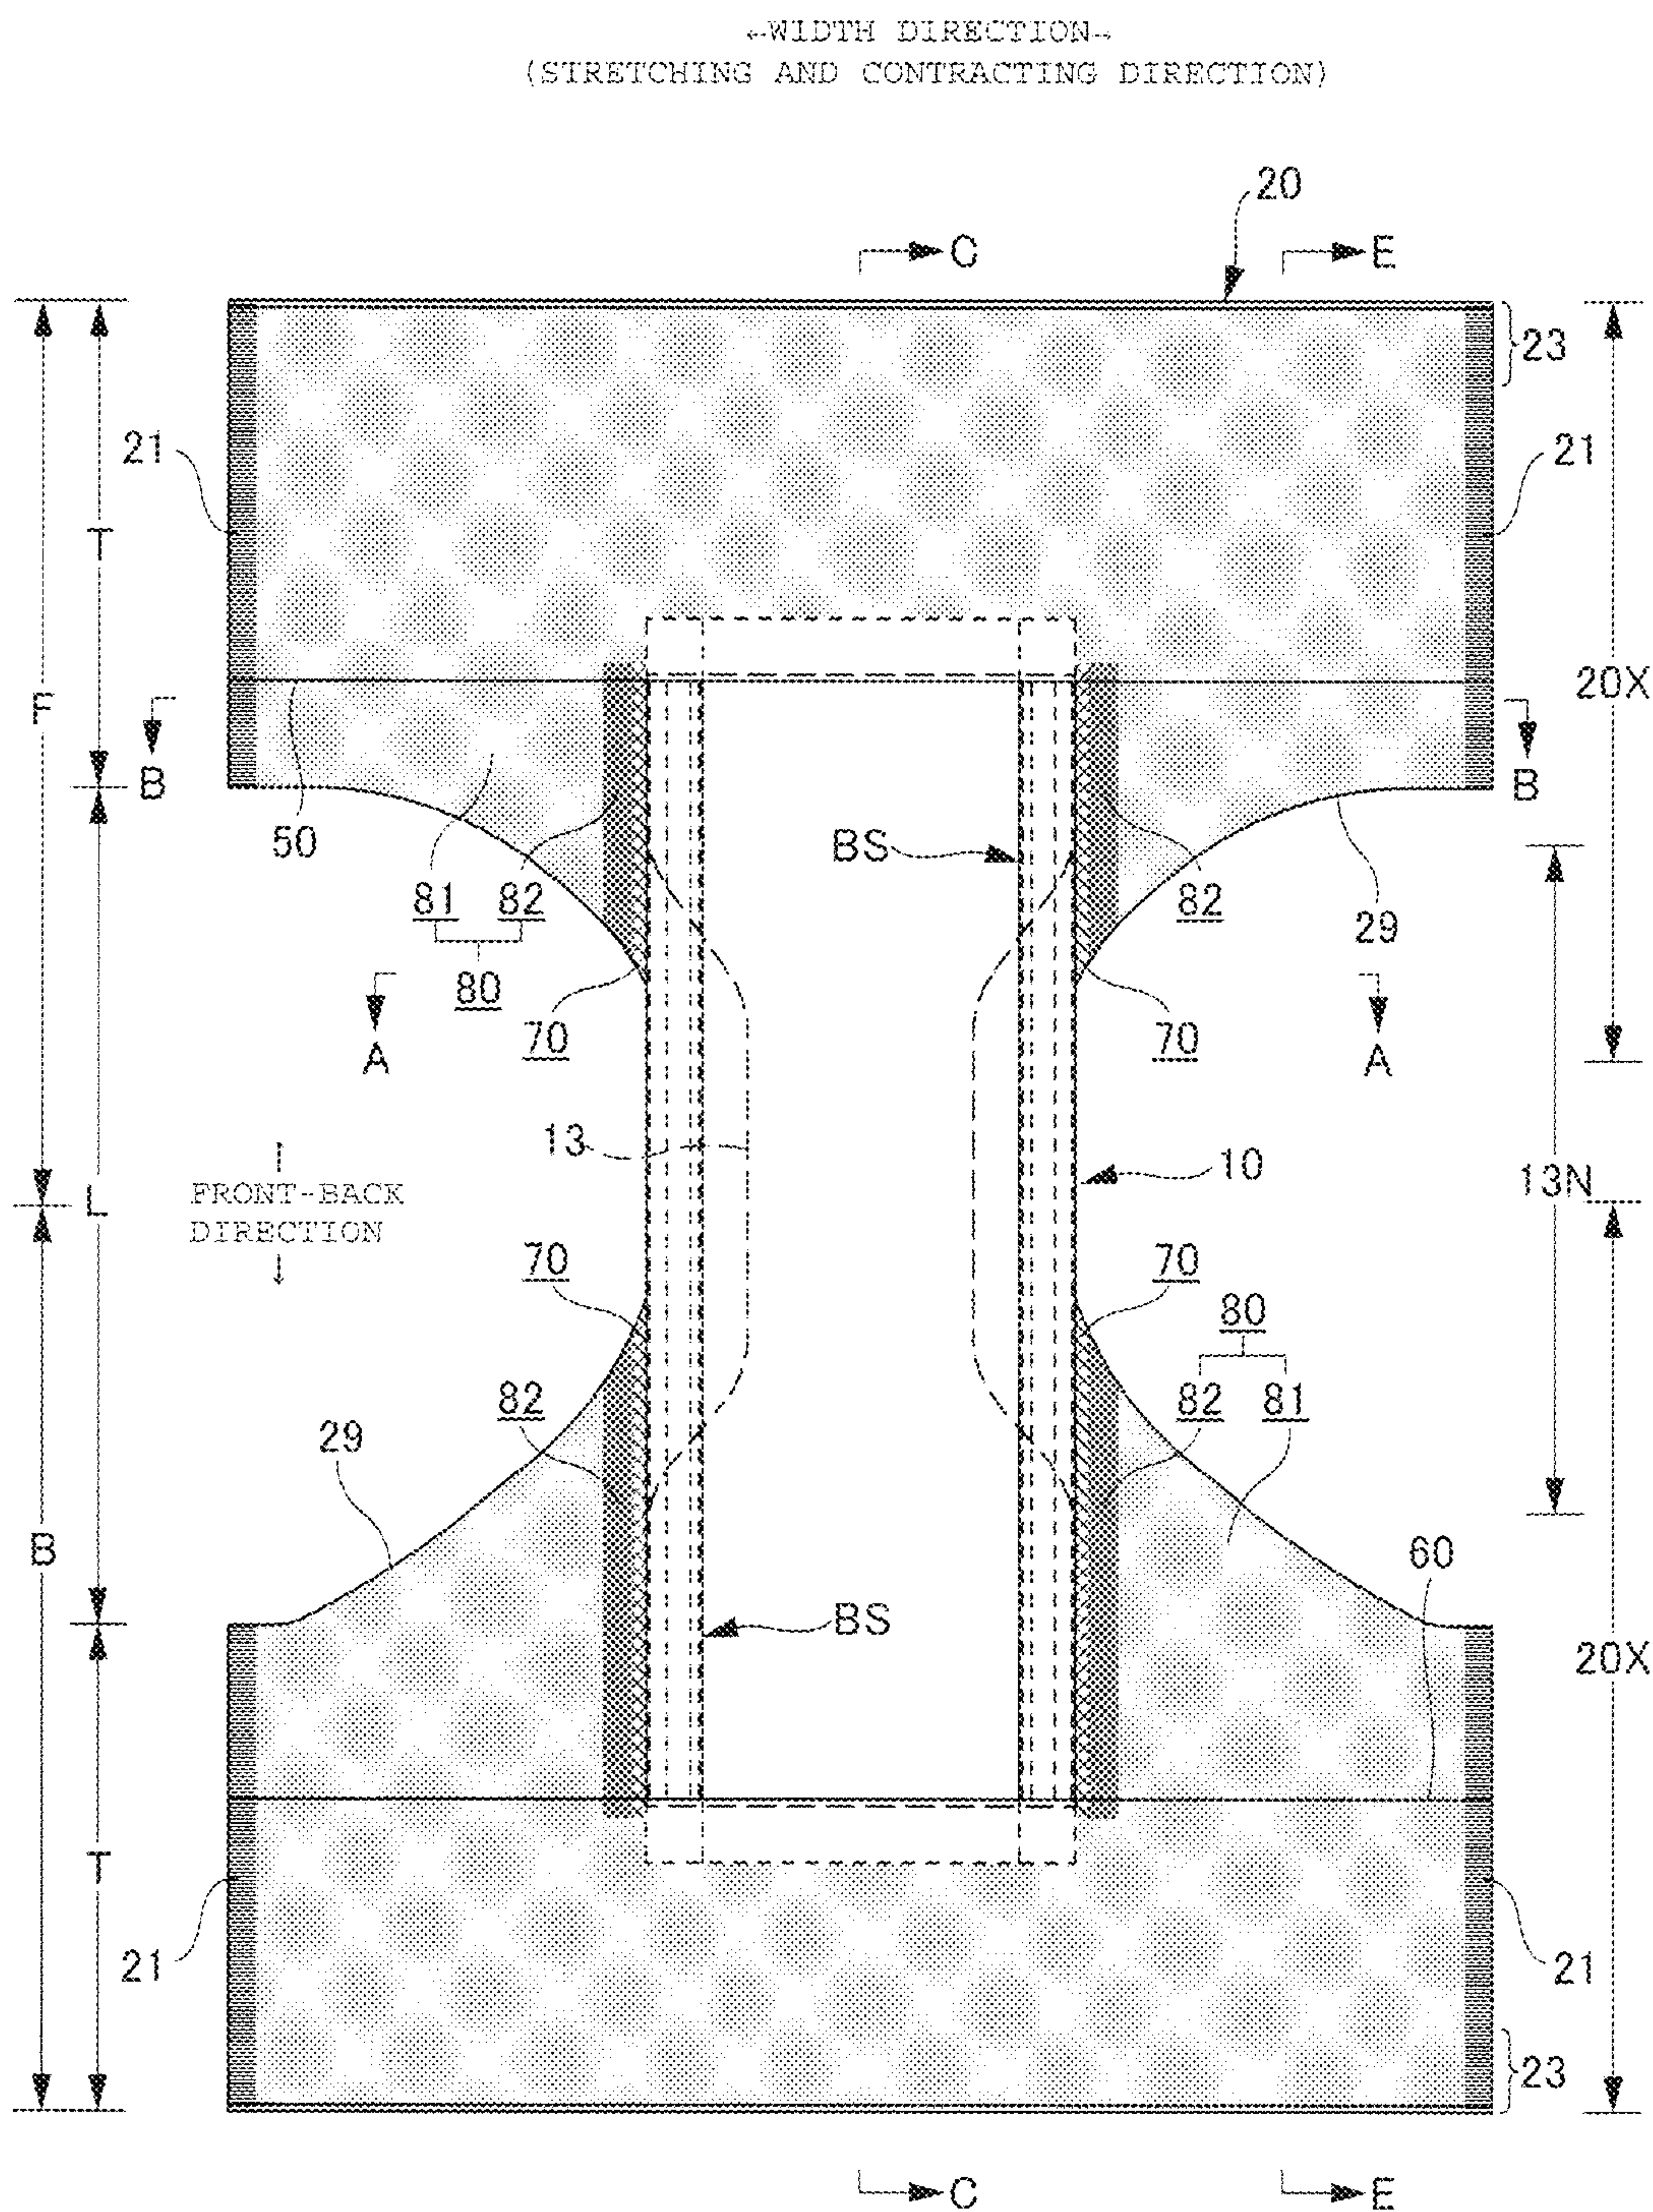 ←WIDTH DIRECTION→
(STRETCHING AND CONTRACTING DIRECTION)
20
C E
23
21 21
T
F 20X
B B
50 BS
81 82 82
29
80
A 70 70 A
13 10 13N
L
↑
FRONT-BACK
DIRECTION
↓
70 70
80
82 82 81
29
B 60
BS 20X
T
21 21
23
C E